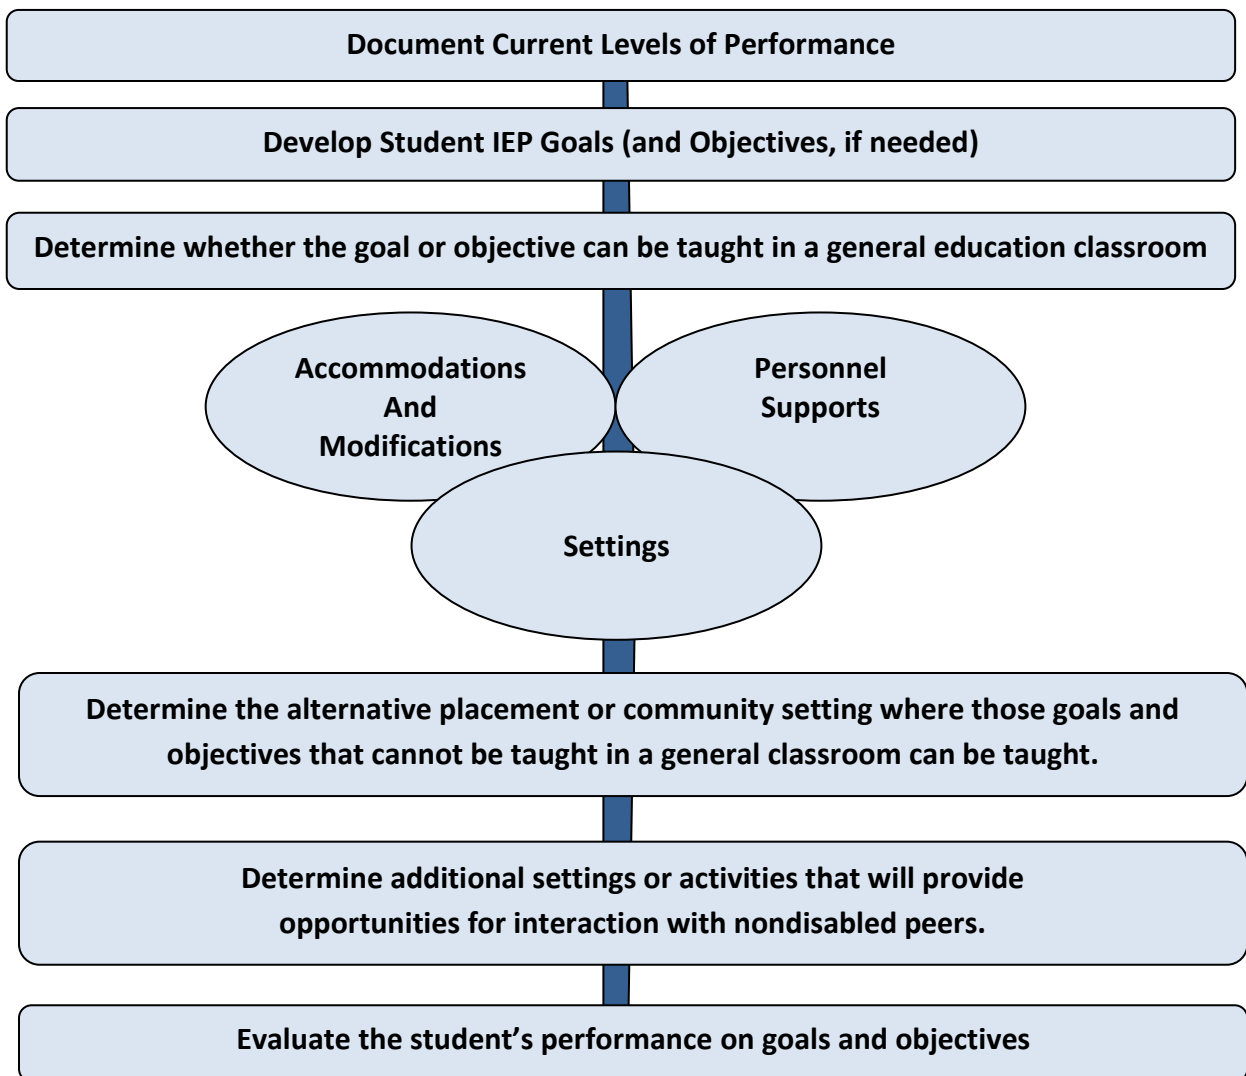 Document Current Levels of Performance
Develop Student IEP Goals (and Objectives, if needed)
Determine whether the goal or objective can be taught in a general education classroom
Accommodations
And
Modifications
Personnel
Supports
Settings
Determine the alternative placement or community setting where those goals and
objectives that cannot be taught in a general classroom can be taught.
Determine additional settings or activities that will provide
opportunities for interaction with nondisabled peers.
Evaluate the student’s performance on goals and objectives